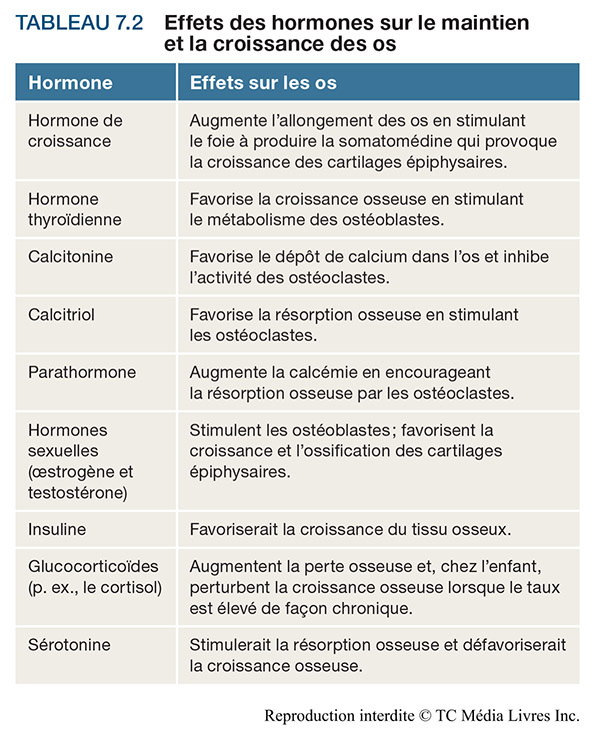 TABLEAU 7.2 Effets des hormones sur le maintien
et la croissance des os
Hormone Effets sur les os
Hormone de
croissance
Augmente l’allongement des os en stimulant
le foie à produire la somatomédine qui provoque
la croissance des cartilages épiphysaires.
Hormone
thyroïdienne
Favorise la croissance osseuse en stimulant
le métabolisme des ostéoblastes.
Calcitonine
Favorise le dépôt de calcium dans l’os et inhibe
l’activité des ostéoclastes.
Calcitriol
Favorise la résorption osseuse en stimulant
les ostéoclastes.
Parathormone
Augmente la calcémie en encourageant
la résorption osseuse par les ostéoclastes.
Hormones
sexuelles
(œstrogène et
testostérone)
Stimulent les ostéoblastes ; favorisent la
croissance et l’ossification des cartilages
épiphysaires.
Insuline
Favoriserait la croissance du tissu osseux.
Glucocorticoïdes
(p. ex., le cortisol)
Augmentent la perte osseuse et, chez l’enfant,
perturbent la croissance osseuse lorsque le taux
est élevé de façon chronique.
Sérotonine
Stimulerait la résorption osseuse et défavoriserait
la croissance osseuse.
Reproduction interdite © TC Média Livres Inc.